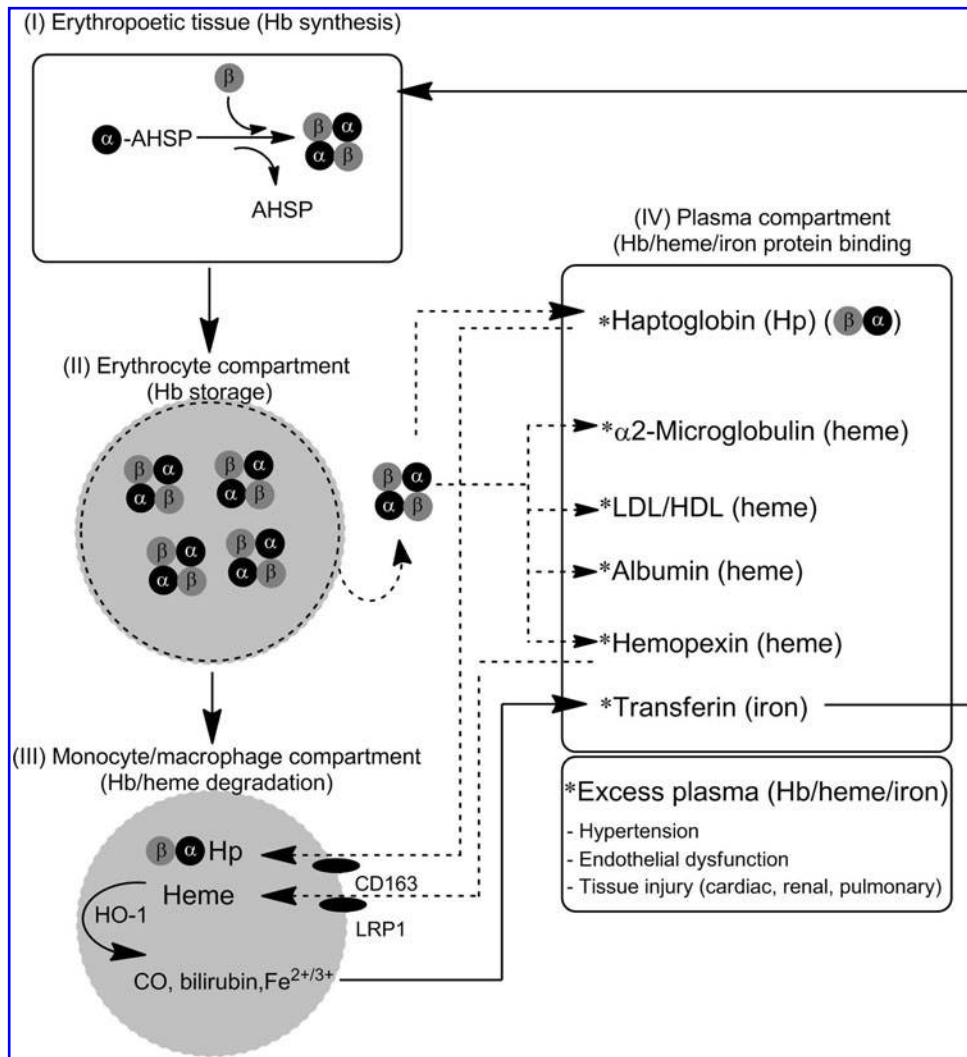 (I) Erythropoetic tissue (Hb synthesis)
β
α-AHSP
β α
α β
AHSP
(II) Erythrocyte compartment
(Hb storage)
β α
α β
β α
α β
β α
α β
β α
α β
β α
α β
(III) Monocyte/macrophage compartment
(Hb/heme degradation)
β α Hp
Heme
HO-1
CO, bilirubin,Fe2+/3+
CD163
LRP1
(IV) Plasma compartment
(Hb/heme/iron protein binding
*Haptoglobin (Hp) (β α)
*α2-Microglobulin (heme)
*LDL/HDL (heme)
*Albumin (heme)
*Hemopexin (heme)
*Transferin (iron)
*Excess plasma (Hb/heme/iron)
- Hypertension
- Endothelial dysfunction
- Tissue injury (cardiac, renal, pulmonary)